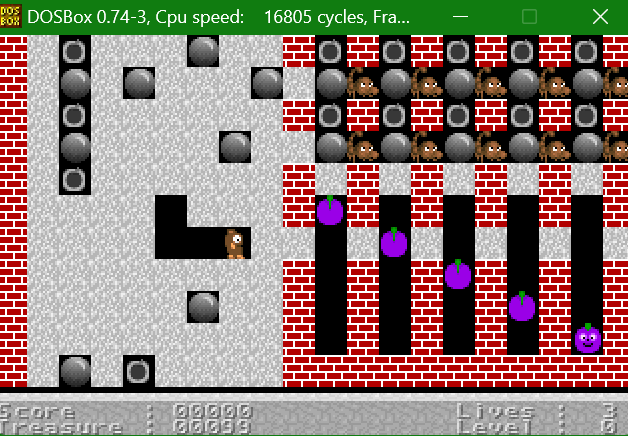 DOS BOX
DOSBox 0.74-3, Cpu speed: 16805 cycles, Fra...
Score : 00000 Lives : 3
Treasure : 00099 Level : 0